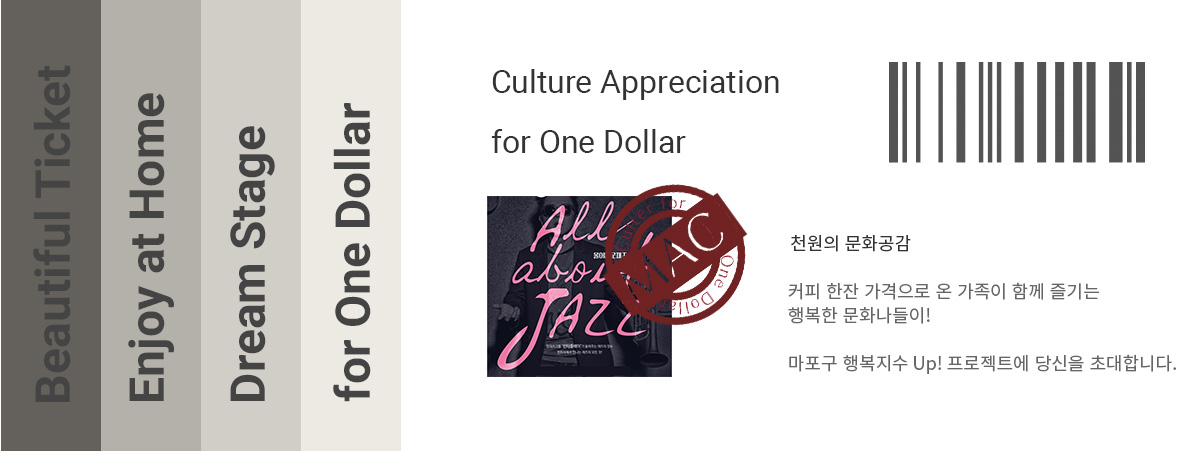 Beautiful Ticket
Enjoy at Home
Dream Stage
for One Dollar
Culture Appreciation
for One Dollar
All
about
JAZZ
MAC
for
One Dolla
천원의 문화공감
커피 한잔 가격으로 온 가족이 함께 즐기는
행복한 문화나들이!
마포구 행복지수 Up! 프로젝트에 당신을 초대합니다.